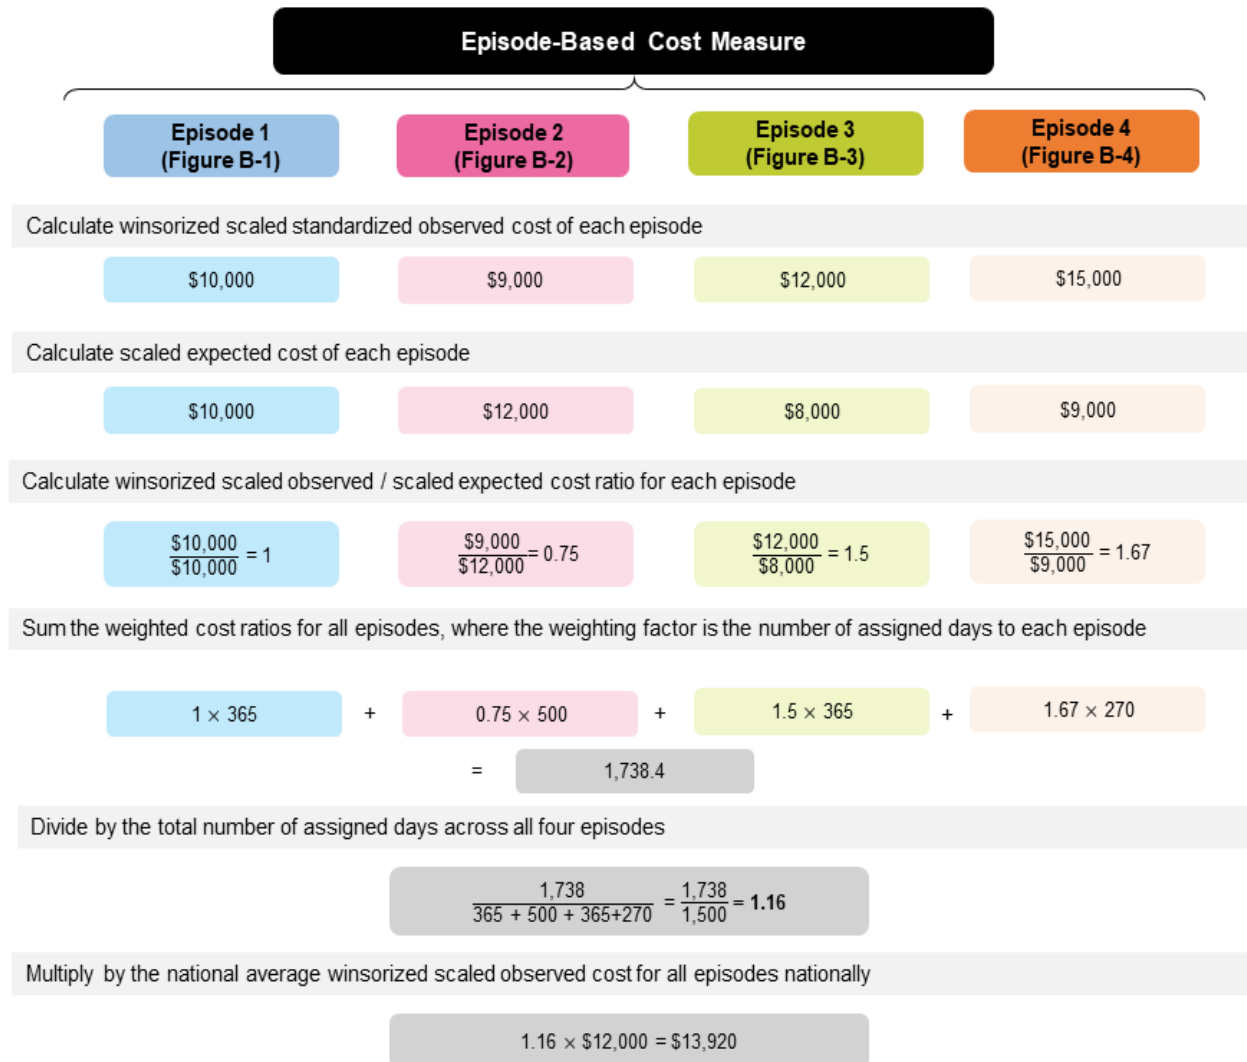 Episode-Based Cost Measure
Episode 1
(Figure B-1)
Episode 2
(Figure B-2)
Episode 3
(Figure B-3)
Episode 4
(Figure B-4)
Calculate winsorized scaled standardized observed cost of each episode
$10,000
$9,000
$12,000
$15,000
Calculate scaled expected cost of each episode
$10,000
$12,000
$8,000
$9,000
Calculate winsorized scaled observed / scaled expected cost ratio for each episode
$10,000
$10,000 = 1
$9,000
$12,000 = 0.75
$12,000
$8,000 = 1.5
$15,000
$9,000 = 1.67
Sum the weighted cost ratios for all episodes, where the weighting factor is the number of assigned days to each episode
1 × 365 + 0.75 × 500 + 1.5 × 365 + 1.67 × 270
= 1,738.4
Divide by the total number of assigned days across all four episodes
1,738
365 + 500 + 365+270
= 1,738
1,500
= 1.16
Multiply by the national average winsorized scaled observed cost for all episodes nationally
1.16 × $12,000 = $13,920